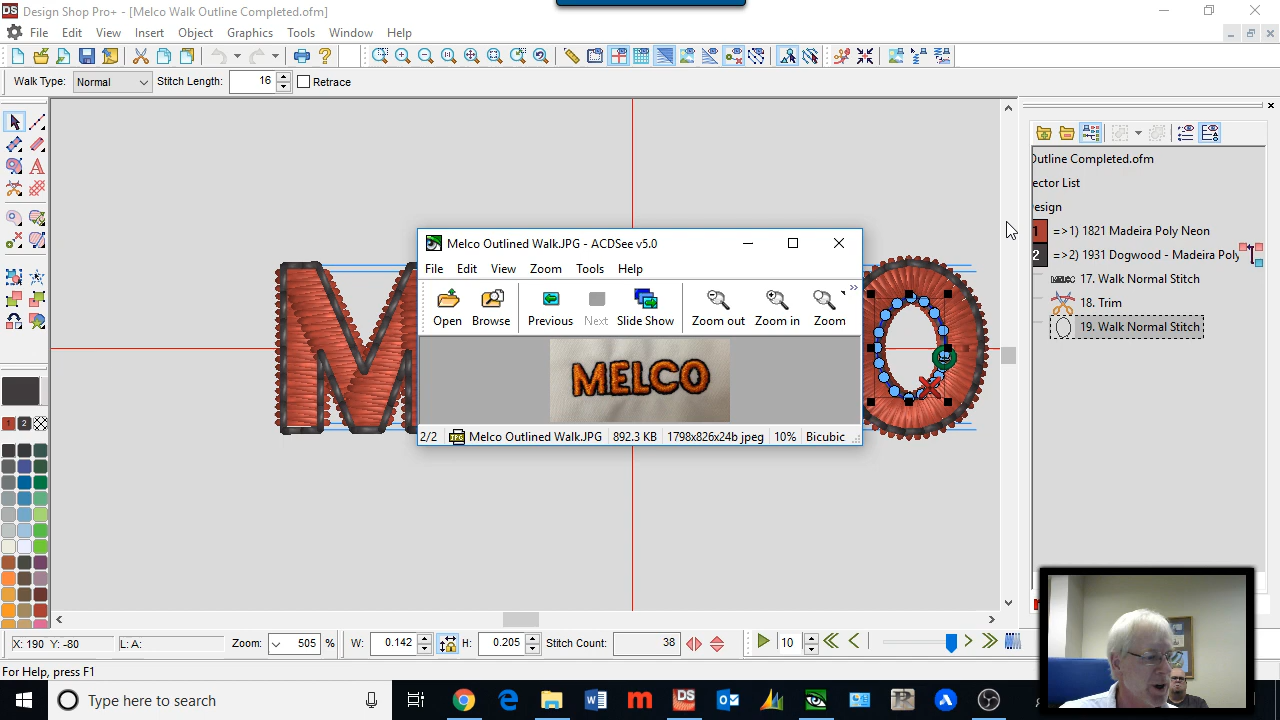 DS Design Shop Pro+ - [Melco Walk Outline Completed.ofm]
File Edit View Insert Object Graphics Tools Window Help
Walk Type: Normal Stitch Length: 16 Retrace
Outline Completed.ofm
ector List
esign
1 =>1) 1821 Madeira Poly Neon
2 =>2) 1931 Dogwood - Madeira Poly
17. Walk Normal Stitch
18. Trim
19. Walk Normal Stitch
Melco Outlined Walk.JPG - ACDSee v5.0
File Edit View Zoom Tools Help
Open Browse Previous Next Slide Show Zoom out Zoom in Zoom
M O
MELCO
2/2 Melco Outlined Walk.JPG 892.3 KB 1798x826x24b jpeg 10% Bicubic
1 2
X: 190 Y: -80 L: A: Zoom: 505 % W: 0.142 H: 0.205 Stitch Count: 38 10
For Help, press F1
Type here to search